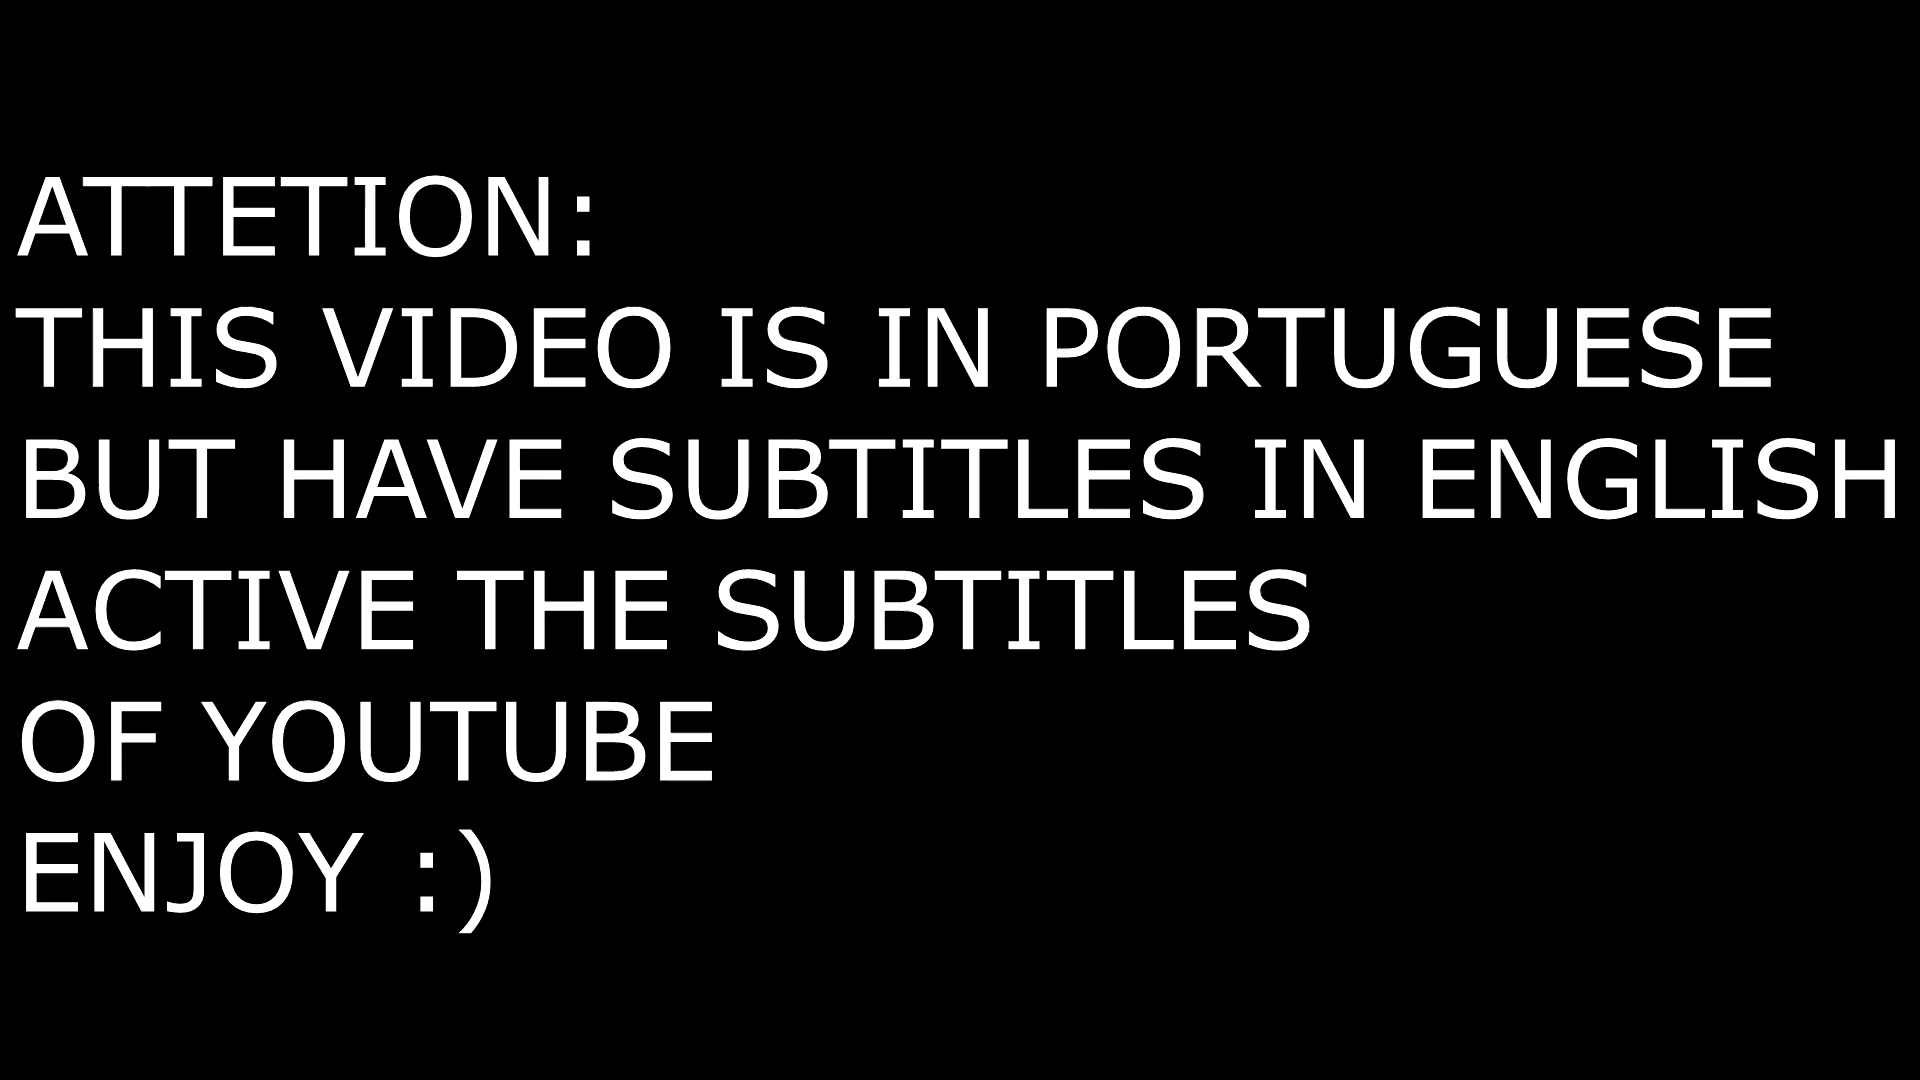 ATTETION:
THIS VIDEO IS IN PORTUGUESE
BUT HAVE SUBTITLES IN ENGLISH
ACTIVE THE SUBTITLES
OF YOUTUBE
ENJOY :)